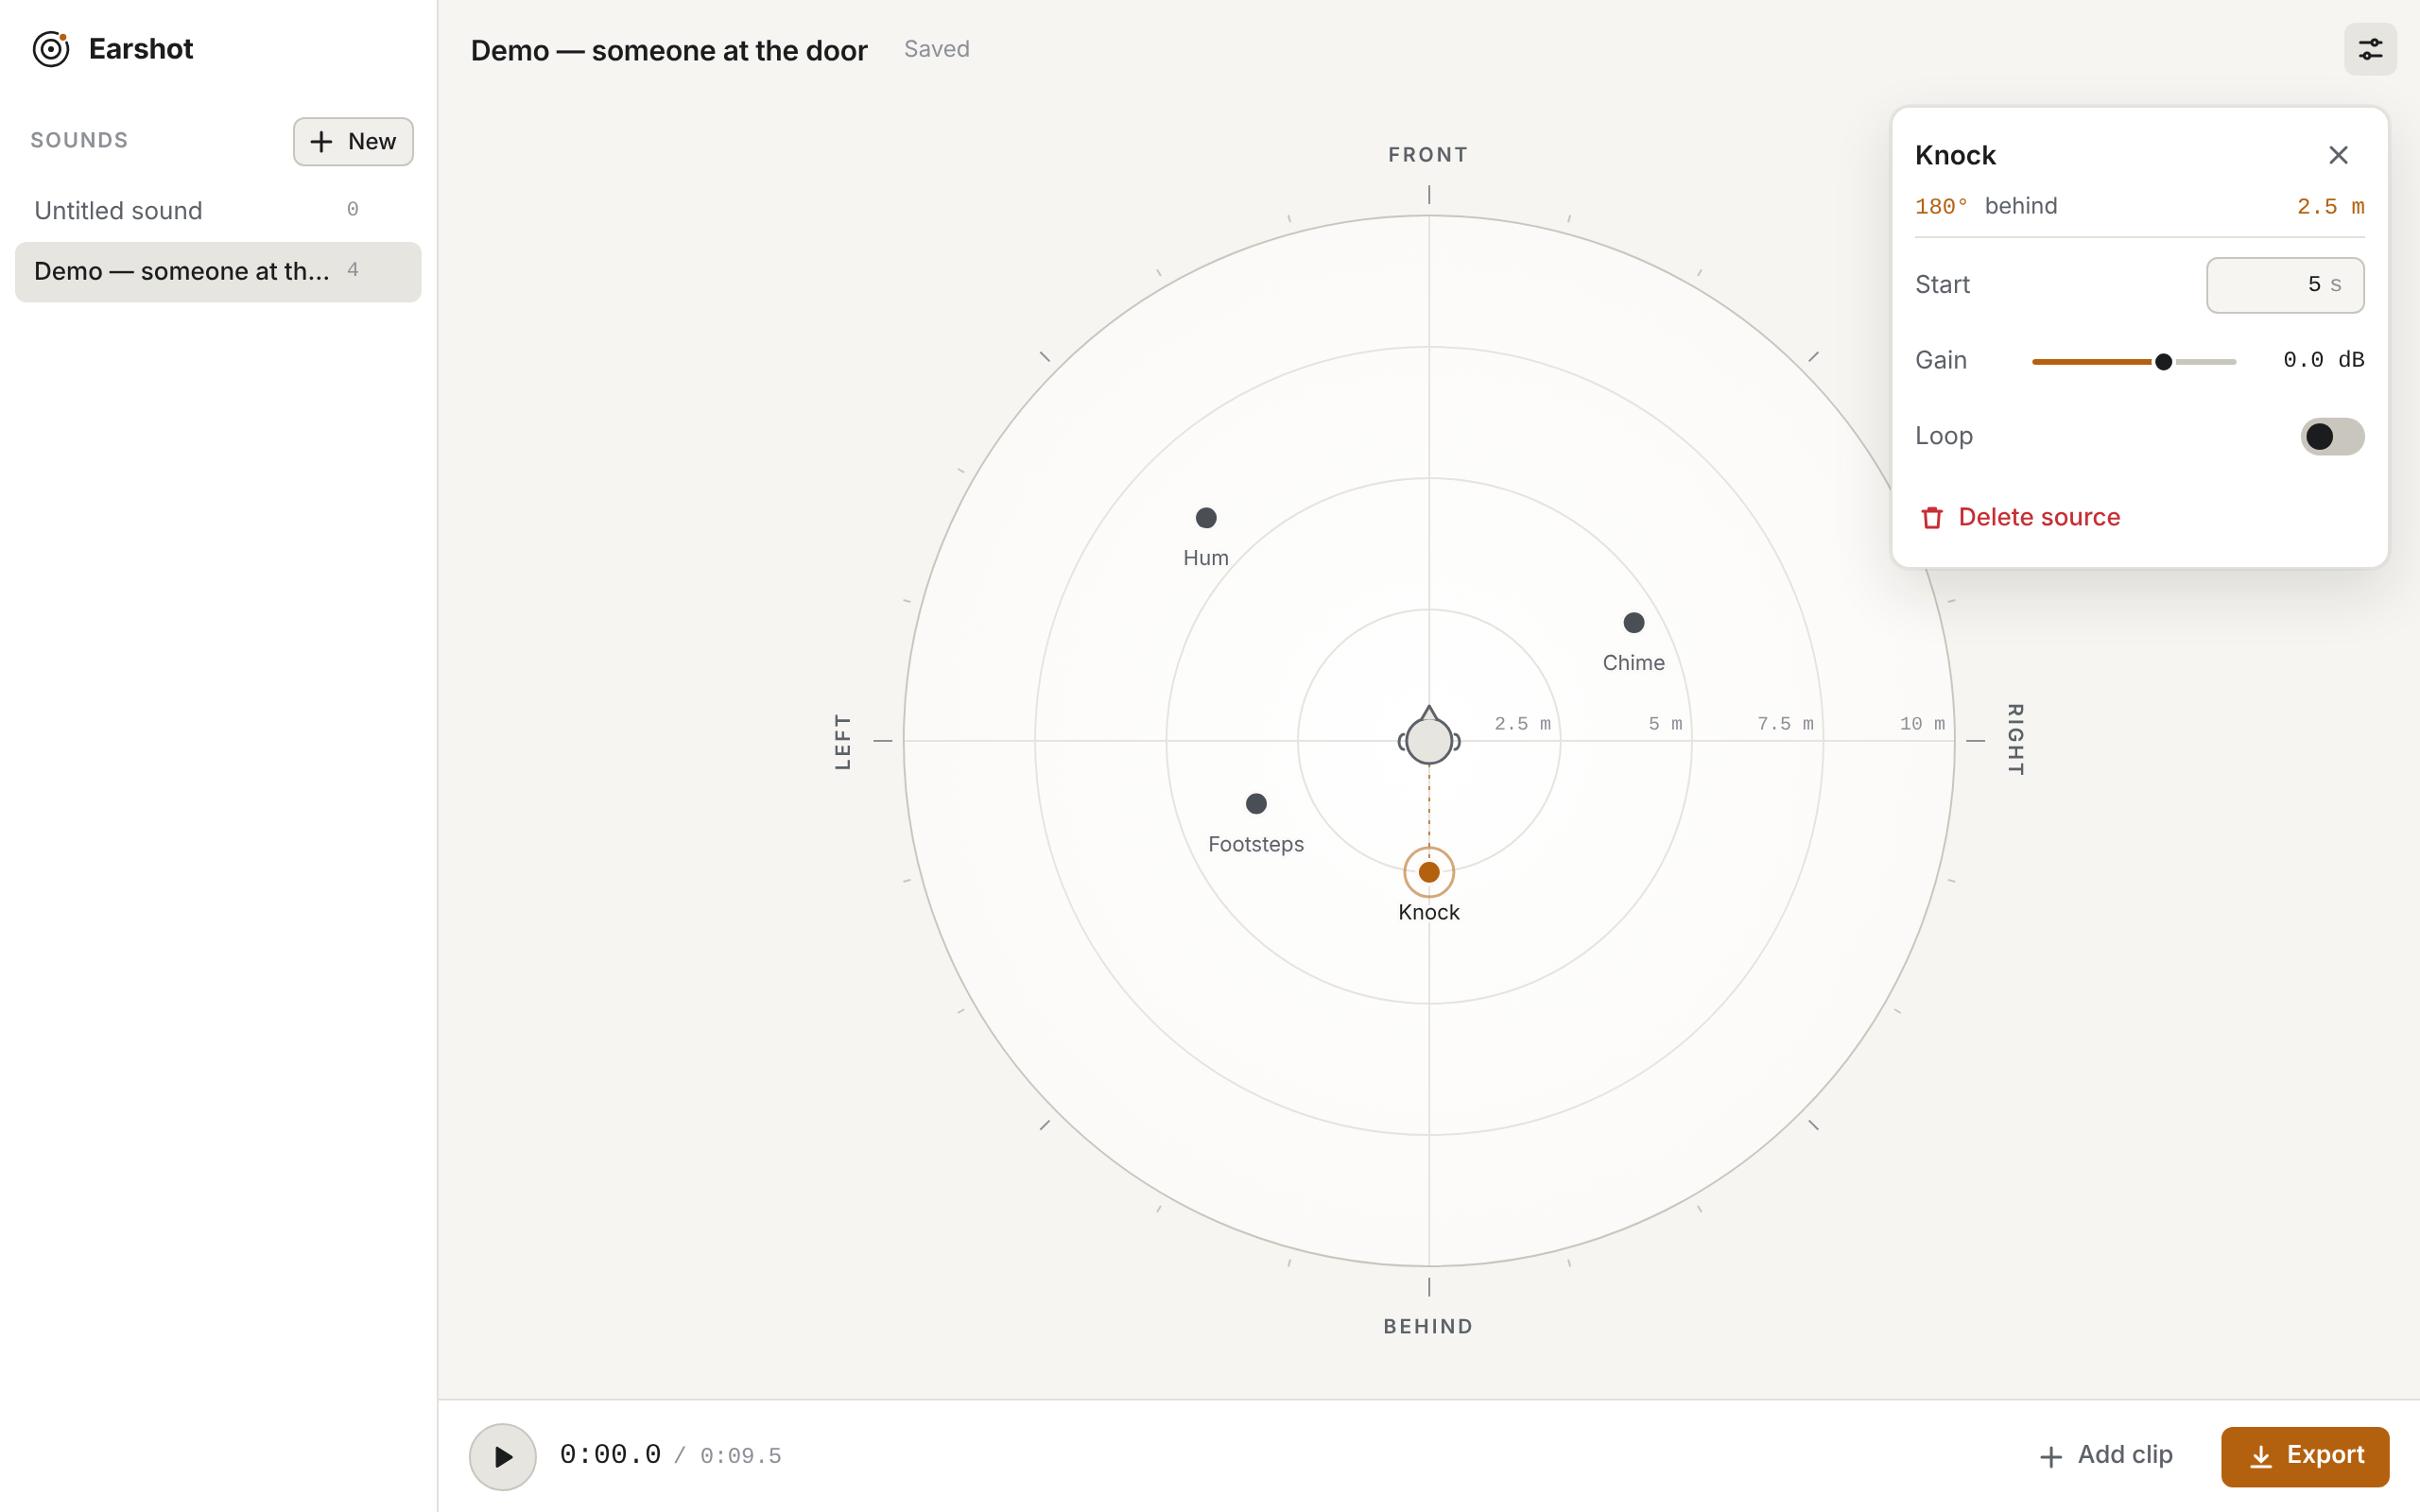 Earshot
SOUNDS
New
Untitled sound 0
Demo — someone at th... 4
Demo — someone at the door Saved
FRONT
LEFT
RIGHT
BEHIND
Hum
Chime
2.5 m 5 m 7.5 m 10 m
Footsteps
Knock
Knock
180° behind 2.5 m
Start 5 s
Gain 0.0 dB
Loop
Delete source
0:00.0 / 0:09.5
Add clip
Export